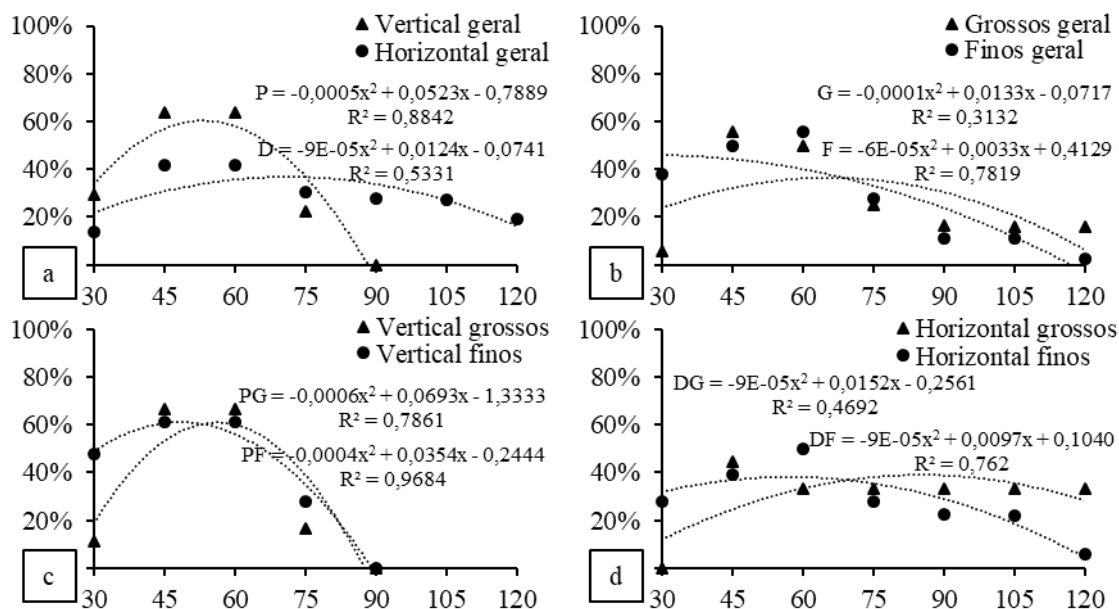 100%
80%
60%
40%
20%
Vertical geral
Horizontal geral
P = -0,0005x² + 0,0523x - 0,7889
R² = 0,8842
D = -9E-05x² + 0,0124x - 0,0741
R² = 0,5331
a
30 45 60 75 90 105 120
100%
80%
60%
40%
20%
Grossos geral
Finos geral
G = -0,0001x² + 0,0133x - 0,0717
R² = 0,3132
F = -6E-05x² + 0,0033x + 0,4129
R² = 0,7819
b
30 45 60 75 90 105 120
100%
80%
60%
40%
20%
Vertical grossos
Vertical finos
PG = -0,0006x² + 0,0693x - 1,3333
R² = 0,7861
PF = -0,0004x² + 0,0354x - 0,2444
R² = 0,9684
c
30 45 60 75 90 105 120
100%
80%
60%
40%
20%
Horizontal grossos
Horizontal finos
DG = -9E-05x² + 0,0152x - 0,2561
R² = 0,4692
DF = -9E-05x² + 0,0097x + 0,1040
R² = 0,762
d
30 45 60 75 90 105 120